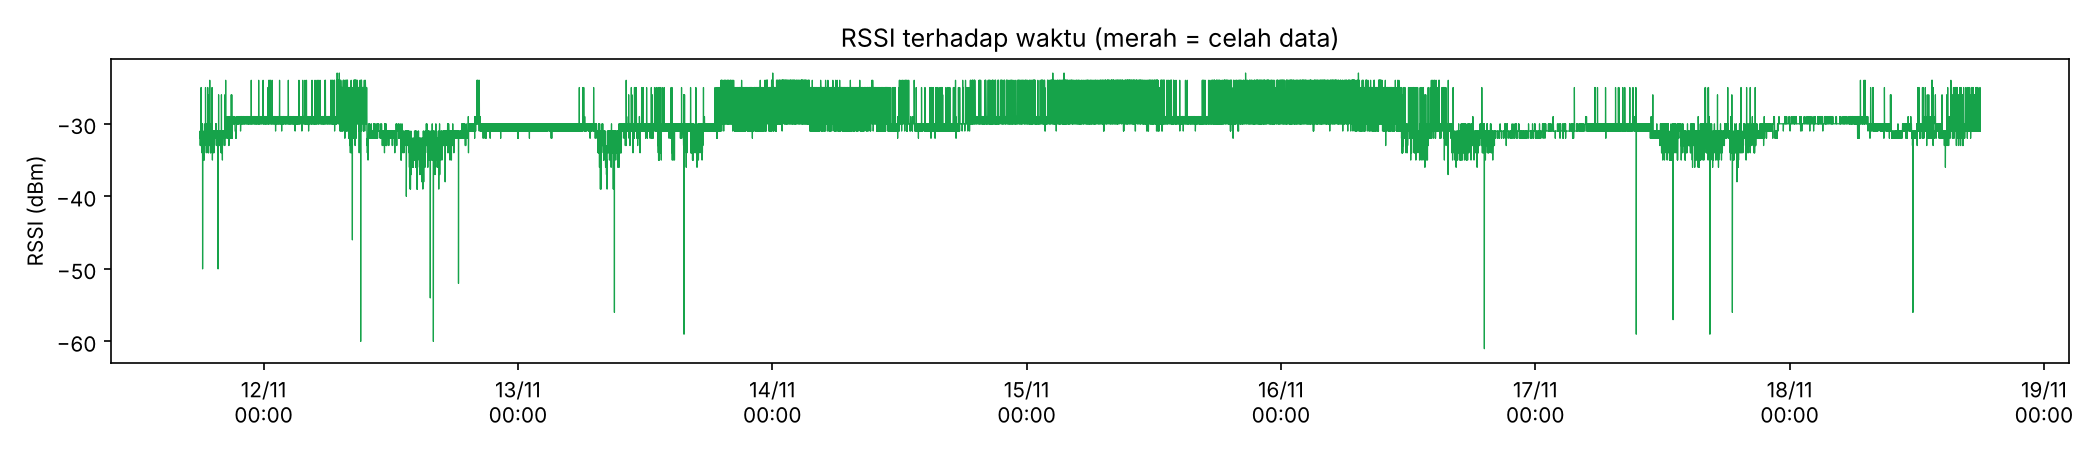 RSSI terhadap waktu (merah = celah data)
RSSI (dBm)
−30
−40
−50
−60
12/11 13/11 14/11 15/11 16/11 17/11 18/11 19/11
00:00 00:00 00:00 00:00 00:00 00:00 00:00 00:00